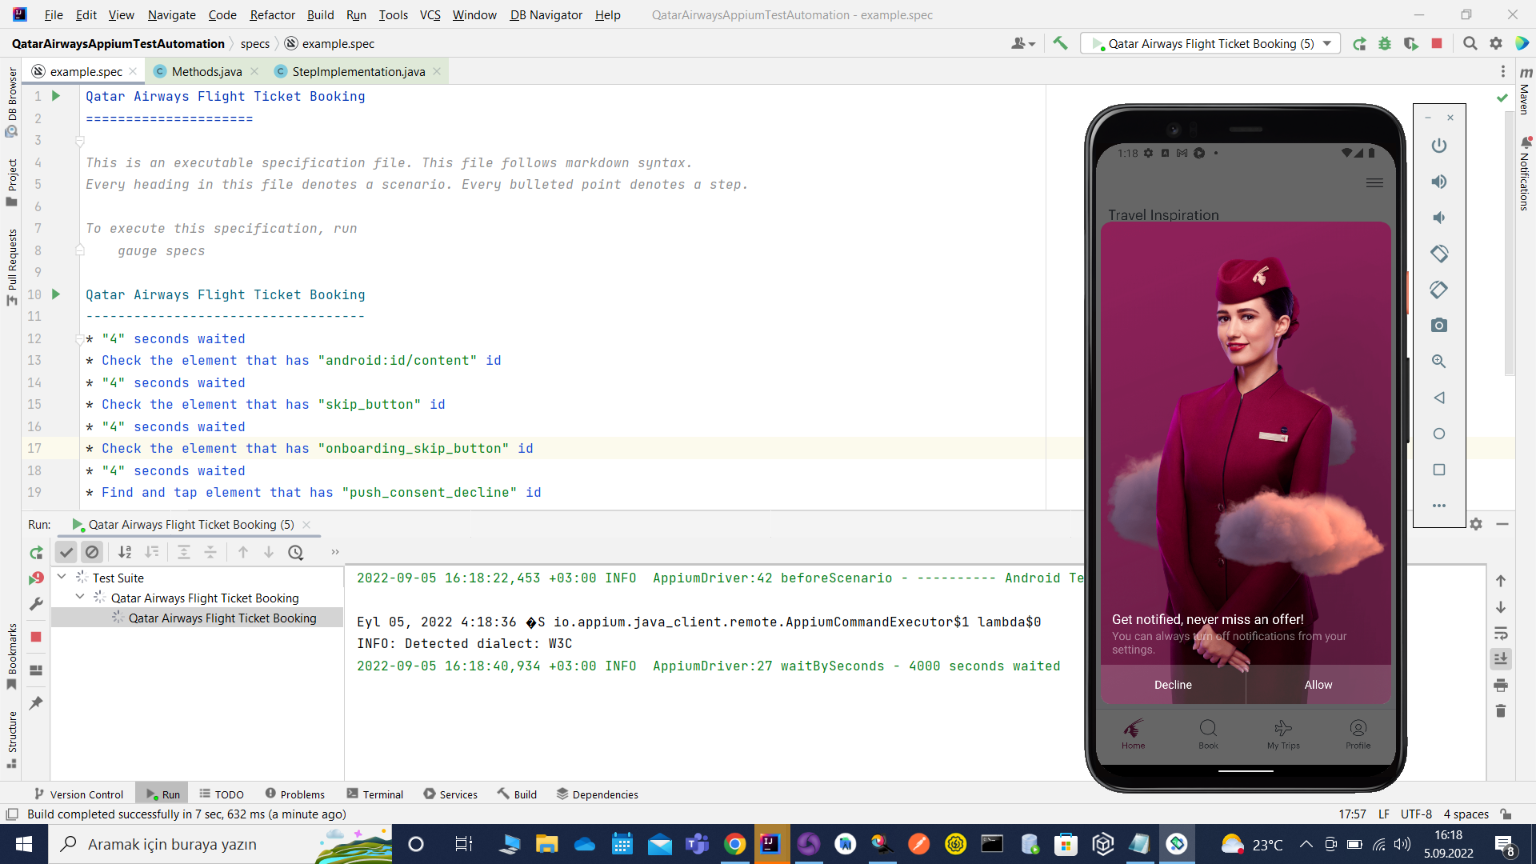 File Edit View Navigate Code Refactor Build Run Tools VCS Window DB Navigator Help QatarAirwaysAppiumTestAutomation - example.spec
QatarAirwaysAppiumTestAutomation specs example.spec Qatar Airways Flight Ticket Booking (5)
example.spec Methods.java StepImplementation.java
DB Browser
Project
Pull Requests
Bookmarks
Structure
Maven
Notifications
1 Qatar Airways Flight Ticket Booking
2 =====================
3
4 This is an executable specification file. This file follows markdown syntax.
5 Every heading in this file denotes a scenario. Every bulleted point denotes a step.
6
7 To execute this specification, run
8 gauge specs
9
10 Qatar Airways Flight Ticket Booking
11 -----------------------------------
12 * "4" seconds waited
13 * Check the element that has "android:id/content" id
14 * "4" seconds waited
15 * Check the element that has "skip_button" id
16 * "4" seconds waited
17 * Check the element that has "onboarding_skip_button" id
18 * "4" seconds waited
19 * Find and tap element that has "push_consent_decline" id
1:18
Travel Inspiration
Get notified, never miss an offer!
You can always turn off notifications from your
settings.
Decline Allow
Home Book My Trips Profile
Run: Qatar Airways Flight Ticket Booking (5)
Test Suite
Qatar Airways Flight Ticket Booking
Qatar Airways Flight Ticket Booking
2022-09-05 16:18:22,453 +03:00 INFO AppiumDriver:42 beforeScenario - ---------- Android Te
Eyl 05, 2022 4:18:36 �S io.appium.java_client.remote.AppiumCommandExecutor$1 lambda$0
INFO: Detected dialect: W3C
2022-09-05 16:18:40,934 +03:00 INFO AppiumDriver:27 waitBySeconds - 4000 seconds waited
Version Control Run TODO Problems Terminal Services Build Dependencies
Build completed successfully in 7 sec, 632 ms (a minute ago) 17:57 LF UTF-8 4 spaces
Aramak için buraya yazın 23°C 16:18
5.09.2022
8